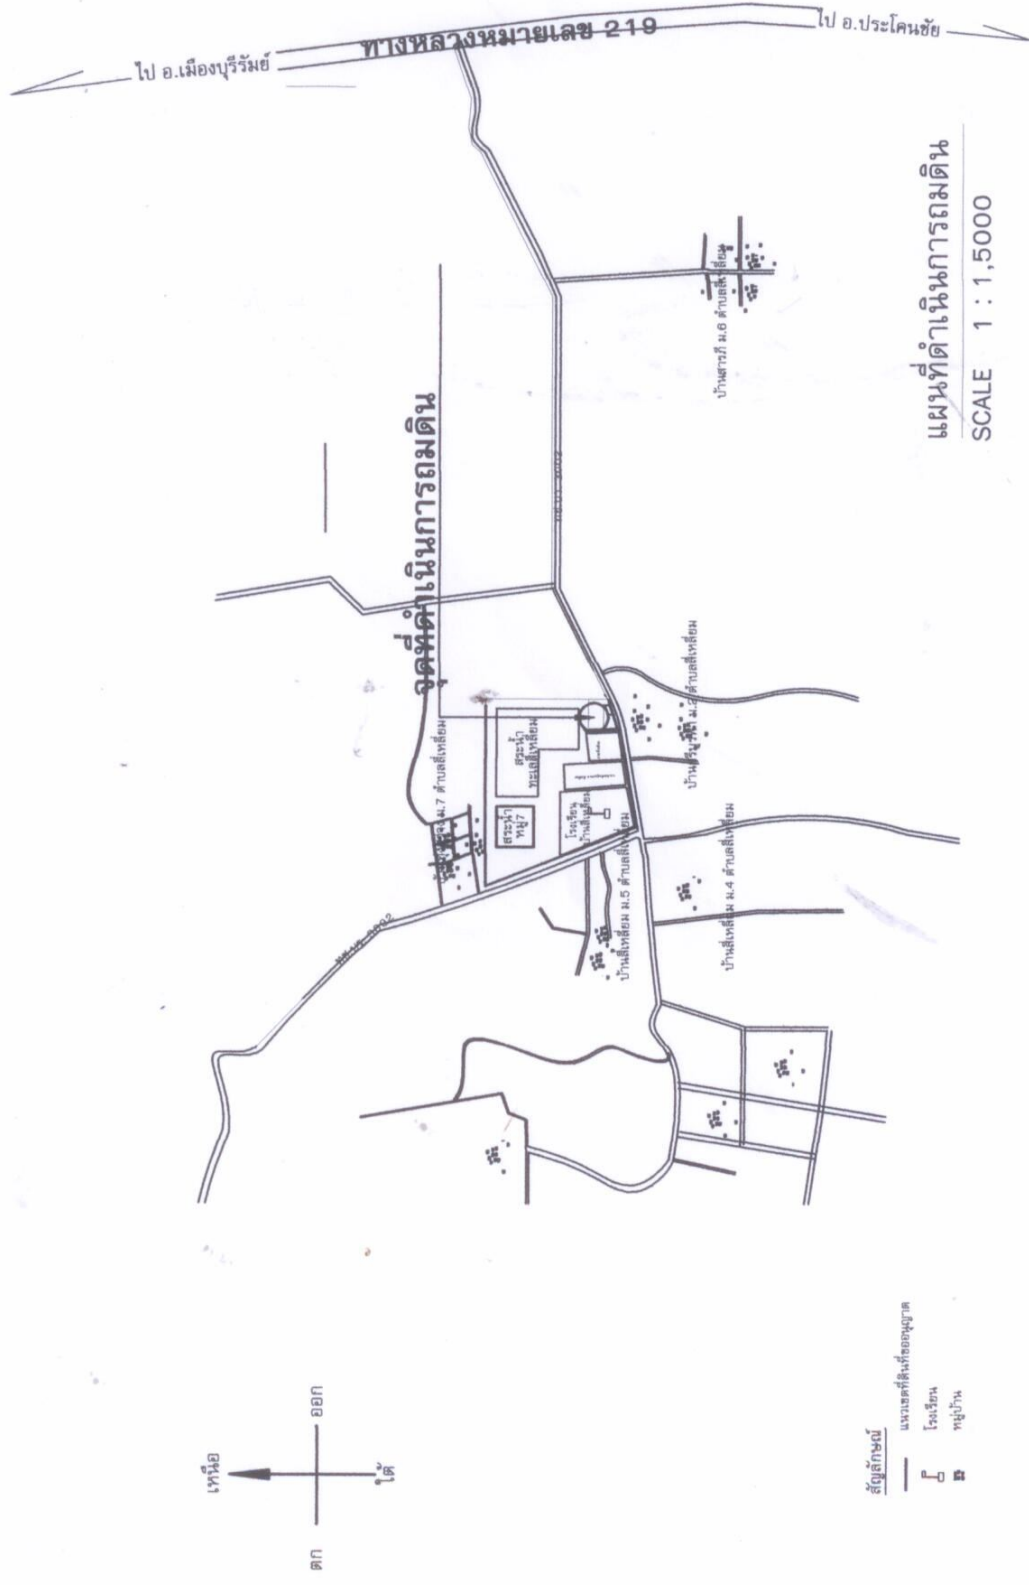 ทางหลวงหมายเลข 219
ไป อ.เมืองบุรีรัมย์
ไป อ.ประโคนชัย
จุดที่ดำเนินการถมดิน
บ้านสารภี ม.6 ตำบลสี่เหลี่ยม
ม.7 ตำบลสี่เหลี่ยม
สระน้ำ
ทะเลสี่เหลี่ยม
สระน้ำ
หมู่7
โรงเรียน
บ้านสี่เหลี่ยม
ม.2 ตำบลสี่เหลี่ยม
บ้านสี่เหลี่ยม ม.5 ตำบลสี่เหลี่ยม
บ้านสี่เหลี่ยม ม.4 ตำบลสี่เหลี่ยม
แผนที่ดำเนินการถมดิน
SCALE 1 : 1,5000
เหนือ
ตก
ออก
ใต้
สัญลักษณ์
แนวเขตที่ดินที่ขออนุญาต
โรงเรียน
หมู่บ้าน